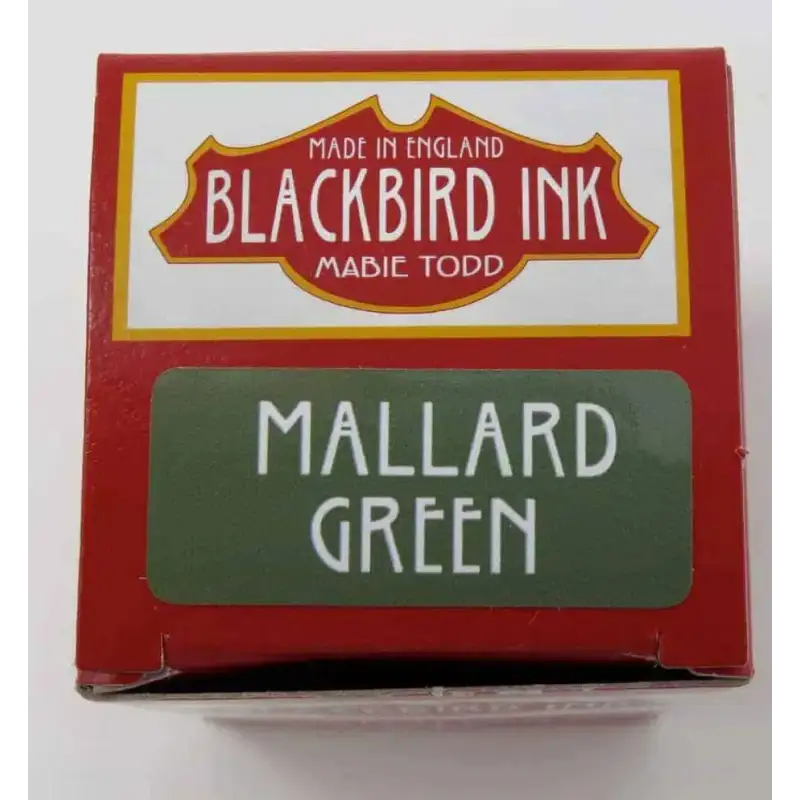 MADE IN ENGLAND
BLACKBIRD INK
MABIE TODD
MALLARD
GREEN